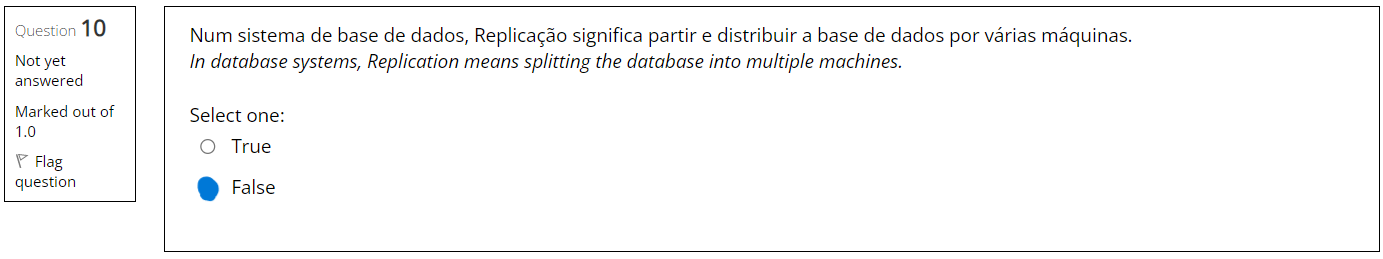 Question 10
Not yet
answered
Marked out of
1.0
Flag
question
Num sistema de base de dados, Replicação significa partir e distribuir a base de dados por várias máquinas.
In database systems, Replication means splitting the database into multiple machines.
Select one:
True
False